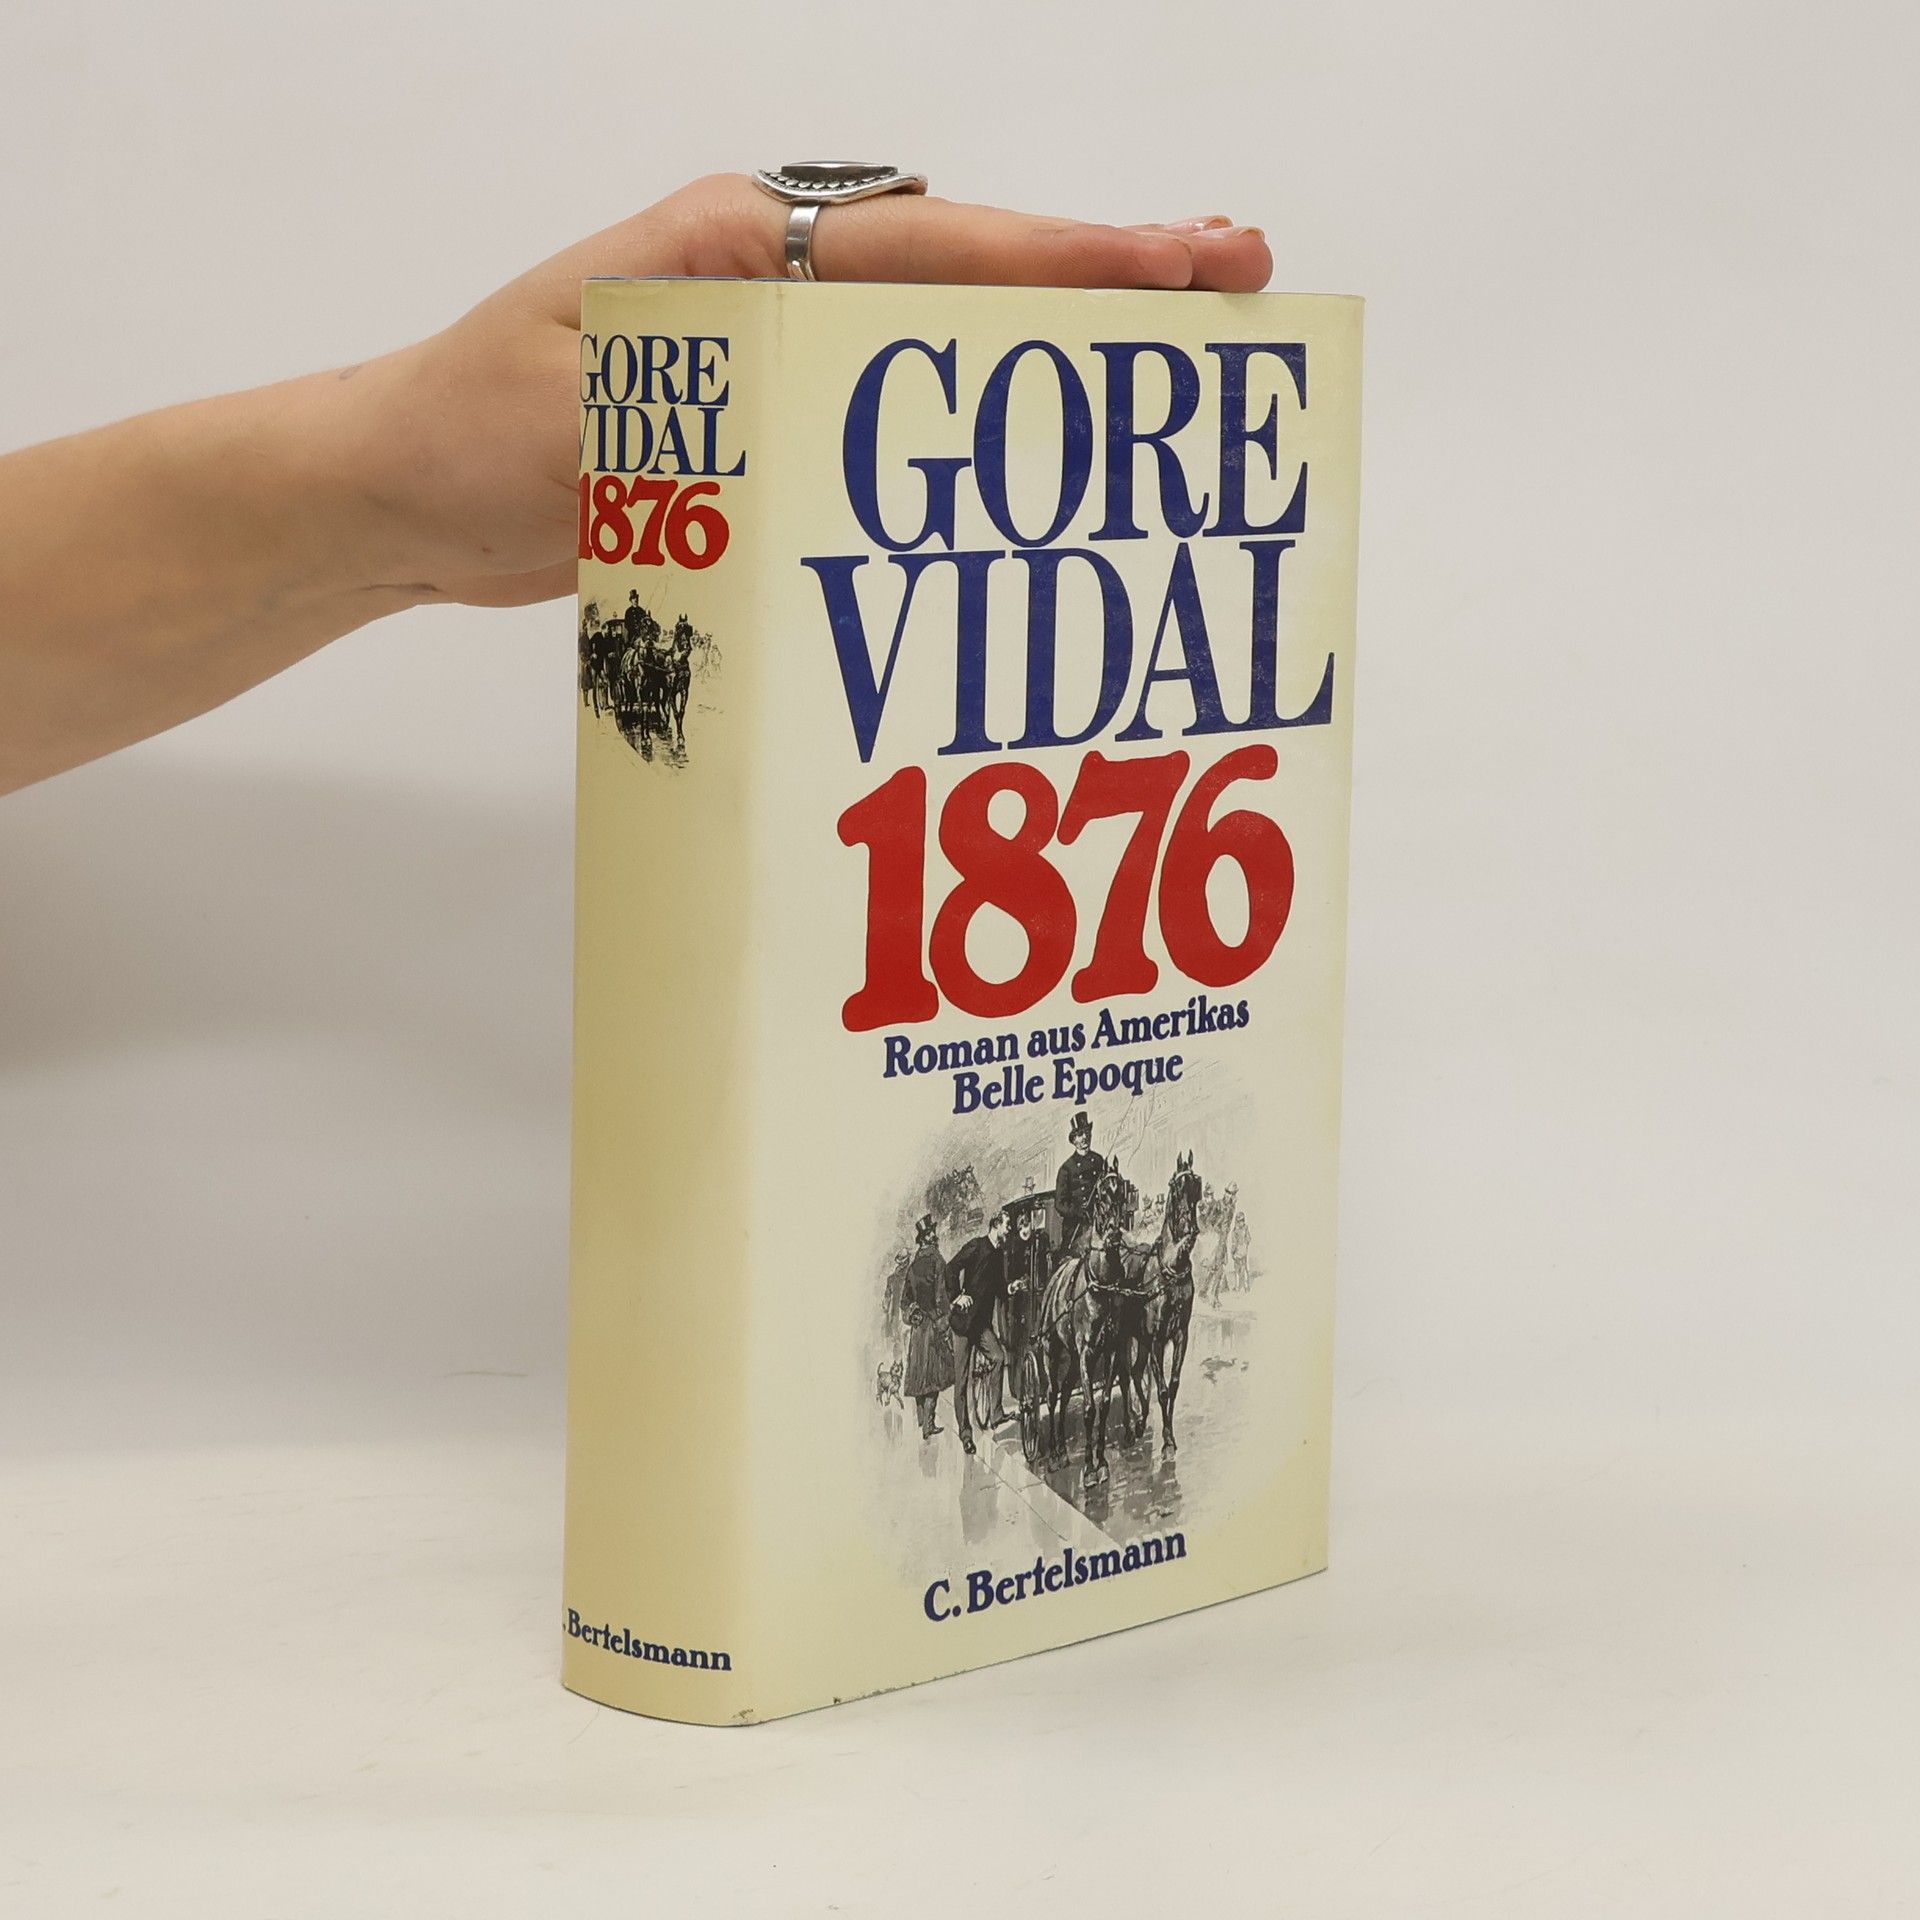 GORE
VIDAL
1876
Bertelsmann
GORE
VIDAL
1876
Roman aus Amerikas
Belle Epoque
C. Bertelsmann